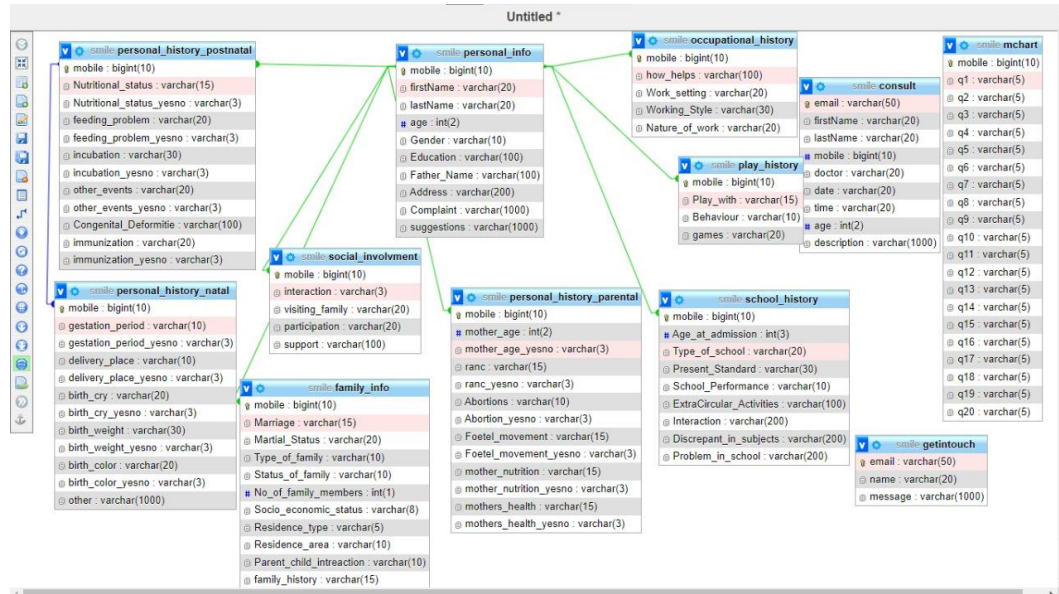 Untitled *
smile personal_history_postnatal
mobile : bigint(10)
Nutritional_status : varchar(15)
Nutritional_status_yesno : varchar(3)
feeding_problem : varchar(20)
feeding_problem_yesno : varchar(3)
incubation : varchar(30)
incubation_yesno : varchar(3)
other_events : varchar(20)
other_events_yesno : varchar(3)
Congenital_Deformitie : varchar(100)
immunization : varchar(20)
immunization_yesno : varchar(3)
smile personal_info
mobile : bigint(10)
firstName : varchar(20)
lastName : varchar(20)
# age : int(2)
Gender : varchar(10)
Education : varchar(100)
Father_Name : varchar(100)
Address : varchar(200)
Complaint : varchar(1000)
suggestions : varchar(1000)
smile occupational_history
mobile : bigint(10)
how_helps : varchar(100)
Work_setting : varchar(20)
Working_Style : varchar(30)
Nature_of_work : varchar(20)
smile consult
email : varchar(50)
firstName : varchar(20)
lastName : varchar(20)
# mobile : bigint(10)
doctor : varchar(20)
date : varchar(20)
time : varchar(20)
# age : int(2)
description : varchar(1000)
smile mchart
mobile : bigint(10)
q1 : varchar(5)
q2 : varchar(5)
q3 : varchar(5)
q4 : varchar(5)
q5 : varchar(5)
q6 : varchar(5)
q7 : varchar(5)
q8 : varchar(5)
q9 : varchar(5)
q10 : varchar(5)
q11 : varchar(5)
q12 : varchar(5)
q13 : varchar(5)
q14 : varchar(5)
q15 : varchar(5)
q16 : varchar(5)
q17 : varchar(5)
q18 : varchar(5)
q19 : varchar(5)
q20 : varchar(5)
smile play_history
mobile : bigint(10)
Play_with : varchar(15)
Behaviour : varchar(10)
games : varchar(20)
smile social_involvment
mobile : bigint(10)
interaction : varchar(3)
visiting_family : varchar(20)
participation : varchar(20)
support : varchar(100)
smile personal_history_natal
mobile : bigint(10)
gestation_period : varchar(10)
gestation_period_yesno : varchar(3)
delivery_place : varchar(10)
delivery_place_yesno : varchar(3)
birth_cry : varchar(20)
birth_cry_yesno : varchar(3)
birth_weight : varchar(30)
birth_weight_yesno : varchar(3)
birth_color : varchar(20)
birth_color_yesno : varchar(3)
other : varchar(1000)
smile personal_history_parental
mobile : bigint(10)
# mother_age : int(2)
mother_age_yesno : varchar(3)
ranc : varchar(15)
ranc_yesno : varchar(3)
Abortions : varchar(10)
Abortion_yesno : varchar(3)
Foetel_movement : varchar(15)
Foetel_movement_yesno : varchar(3)
mother_nutrition : varchar(15)
mother_nutrition_yesno : varchar(3)
mothers_health : varchar(15)
mothers_health_yesno : varchar(3)
smile school_history
mobile : bigint(10)
# Age_at_admission : int(3)
Type_of_school : varchar(20)
Present_Standard : varchar(30)
School_Performance : varchar(10)
ExtraCircular_Activities : varchar(100)
Interaction : varchar(200)
Discrepant_in_subjects : varchar(200)
Problem_in_school : varchar(200)
smile family_info
mobile : bigint(10)
Marriage : varchar(15)
Martial_Status : varchar(20)
Type_of_family : varchar(10)
Status_of_family : varchar(10)
# No_of_family_members : int(1)
Socio_economic_status : varchar(8)
Residence_type : varchar(5)
Residence_area : varchar(10)
Parent_child_intreaction : varchar(10)
family_history : varchar(15)
smile getintouch
email : varchar(50)
name : varchar(20)
message : varchar(1000)